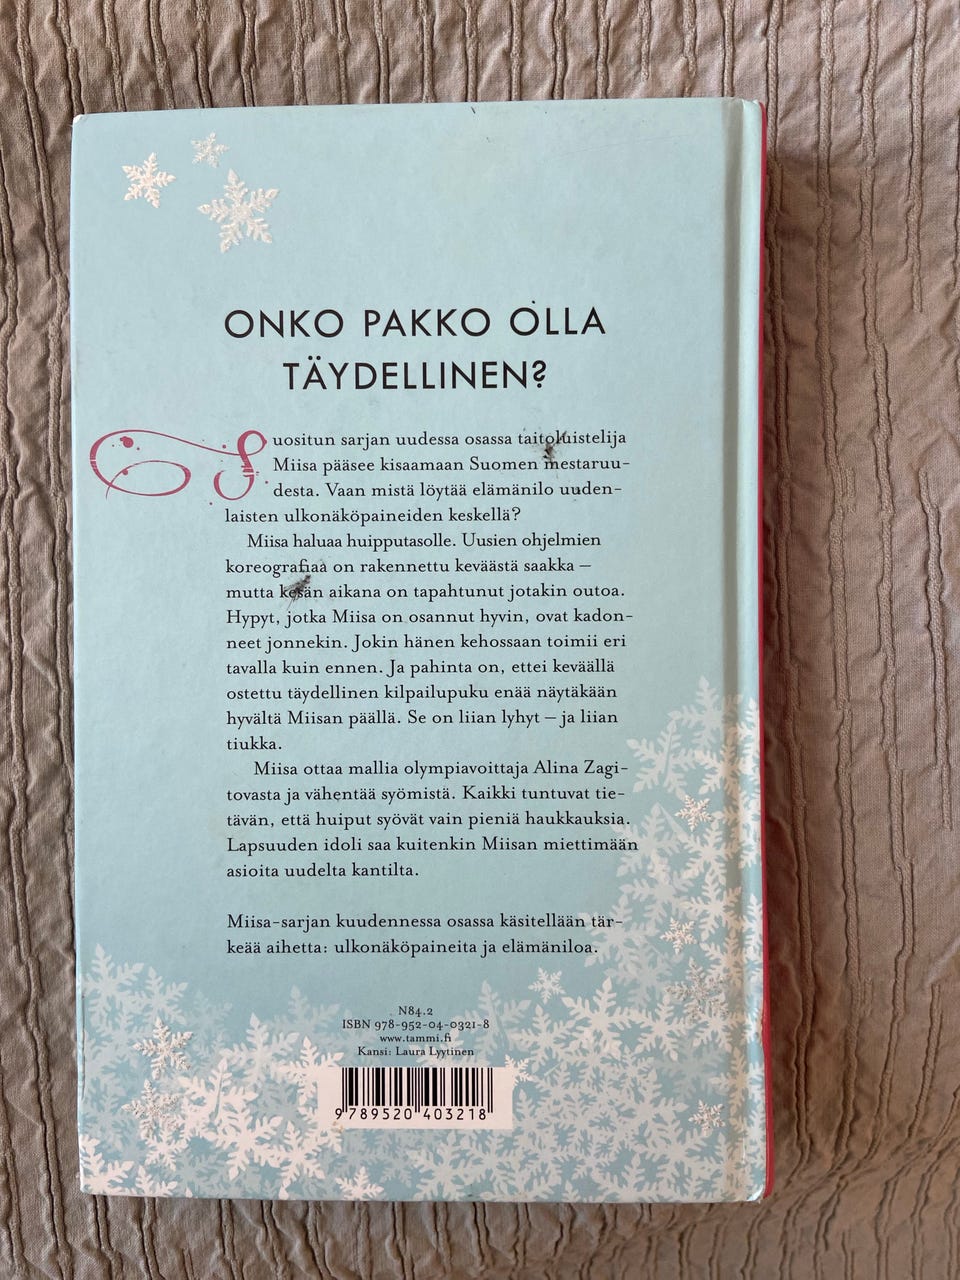 ONKO PAKKO OLLA
TÄYDELLINEN?
Suositun sarjan uudessa osassa taitoluistelija
Miisa pääsee kisaamaan Suomen mestaruu-
desta. Vaan mistä löytää elämänilo uuden-
laisten ulkonäköpaineiden keskellä?
Miisa haluaa huipputasolle. Uusien ohjelmien
koreografiaa on rakennettu keväästä saakka –
mutta kesän aikana on tapahtunut jotakin outoa.
Hypyt, jotka Miisa on osannut hyvin, ovat kadon-
neet jonnekin. Jokin hänen kehossaan toimii eri
tavalla kuin ennen. Ja pahinta on, ettei keväällä
ostettu täydellinen kilpailupuku enää näytäkään
hyvältä Miisan päällä. Se on liian lyhyt – ja liian
tiukka.
Miisa ottaa mallia olympiavoittaja Alina Zagi-
tovasta ja vähentää syömistä. Kaikki tuntuvat tie-
tävän, että huiput syövät vain pieniä haukkauksia.
Lapsuuden idoli saa kuitenkin Miisan miettimään
asioita uudelta kantilta.
Miisa-sarjan kuudennessa osassa käsitellään tär-
keää aihetta: ulkonäköpaineita ja elämäniloa.
N84.2
ISBN 978-952-04-0321-8
www.tammi.fi
Kansi: Laura Lyytinen
9 789520 403218